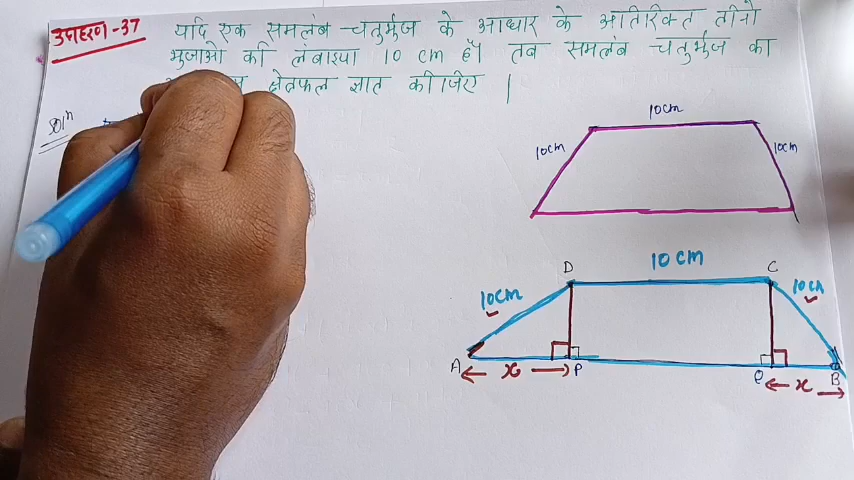 उदाहरण-37
यदि एक समलंब चतुर्भुज के आधार के अतिरिक्त तीनो
भुजाओ की लंबाइया 10 cm हैं। तब समलंब चतुर्भुज का
क्षेत्रफल ज्ञात कीजिए |
Solⁿ
10cm
10cm
10cm
10 cm
D
C
10cm
10cm
A
P
Q
B
x
x